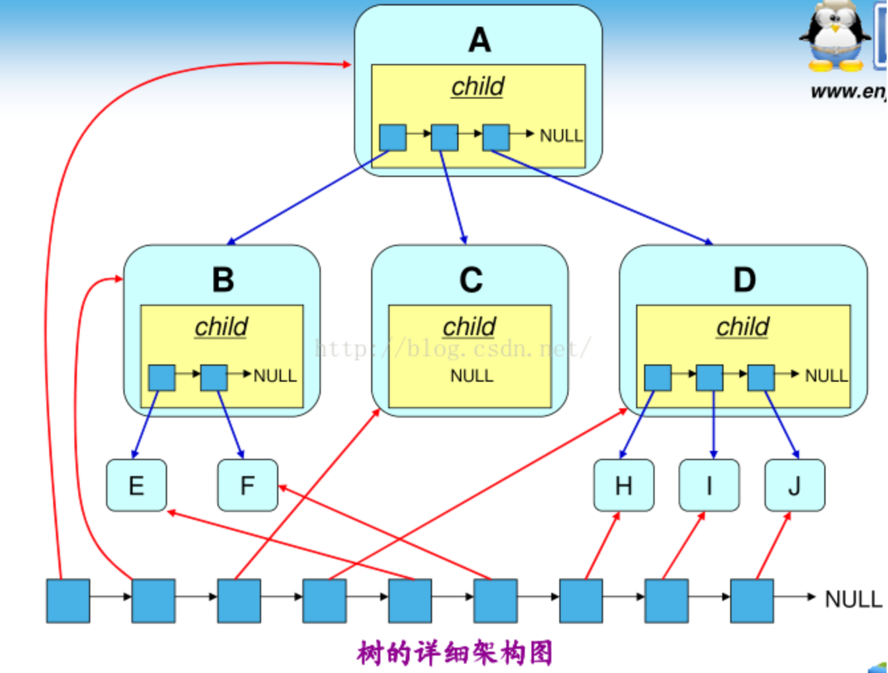 A
child
NULL
www.enj
B
C
D
child
child
child
NULL
NULL
NULL
http://blog.csdn.net/
E
F
H
I
J
NULL
树的详细架构图